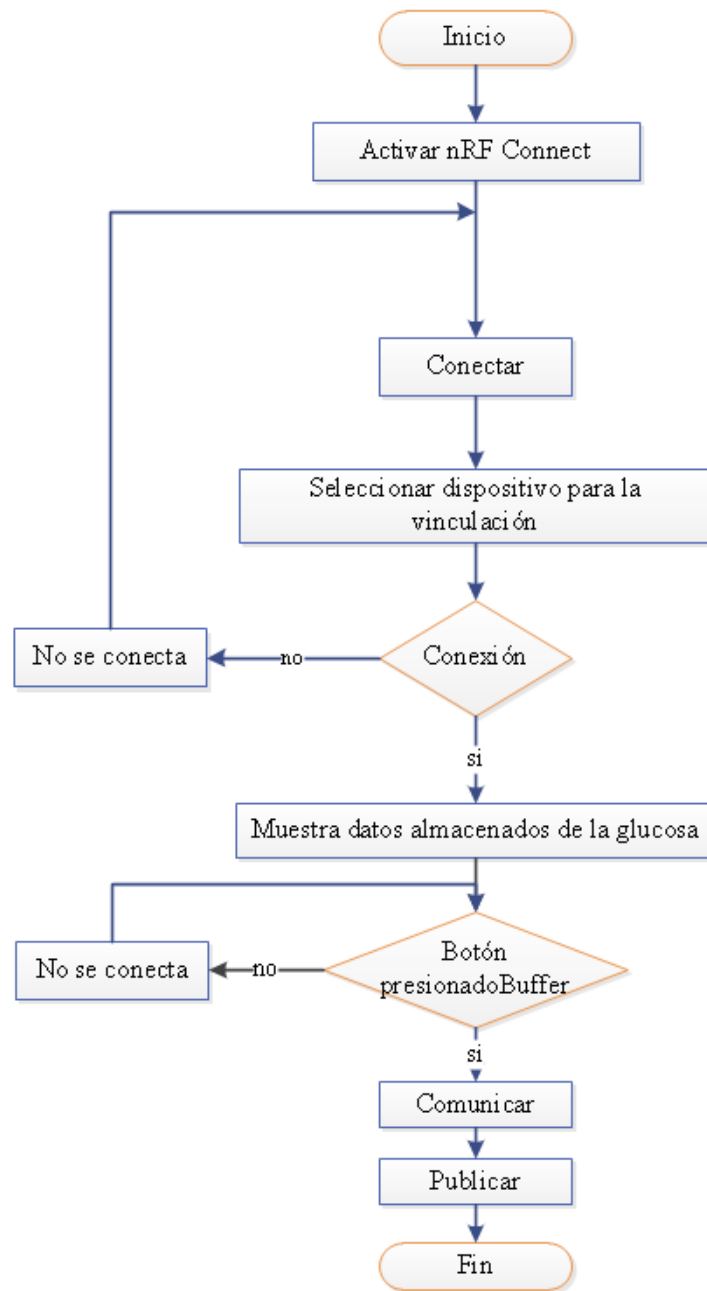 Inicio
Activar nRF Connect
Conectar
Seleccionar dispositivo para la
vinculación
No se conecta
no
Conexión
si
Muestra datos almacenados de la glucosa
No se conecta
no
Botón
presionadoBuffer
si
Comunicar
Publicar
Fin